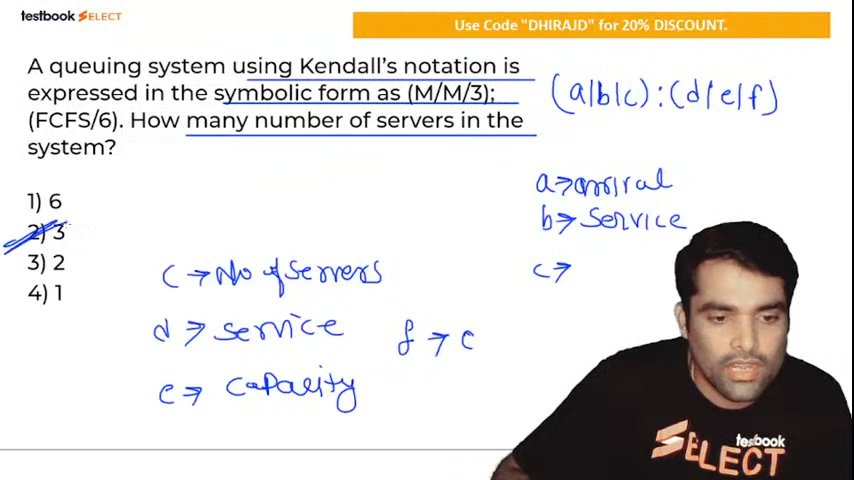 testbook SELECT
Use Code "DHIRAJD" for 20% DISCOUNT.
A queuing system using Kendall's notation is
expressed in the symbolic form as (M/M/3);
(FCFS/6). How many number of servers in the
system?
(a/b/c) : (d/e/f)
1) 6
2) 3
3) 2
4) 1
a → arrival
b → Service
c →
c → No of servers
d → service
f → c
e → capacity
testbook
SELECT